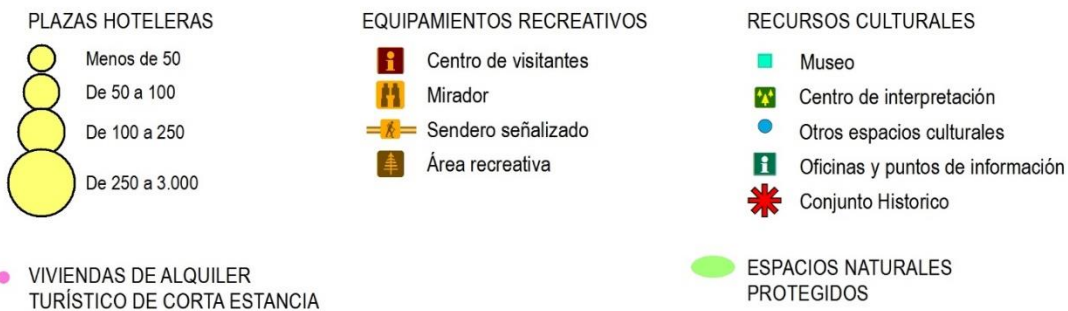 PLAZAS HOTELERAS
Menos de 50
De 50 a 100
De 100 a 250
De 250 a 3.000
VIVIENDAS DE ALQUILER
TURÍSTICO DE CORTA ESTANCIA
EQUIPAMIENTOS RECREATIVOS
Centro de visitantes
Mirador
Sendero señalizado
Área recreativa
RECURSOS CULTURALES
Museo
Centro de interpretación
Otros espacios culturales
Oficinas y puntos de información
Conjunto Historico
ESPACIOS NATURALES
PROTEGIDOS